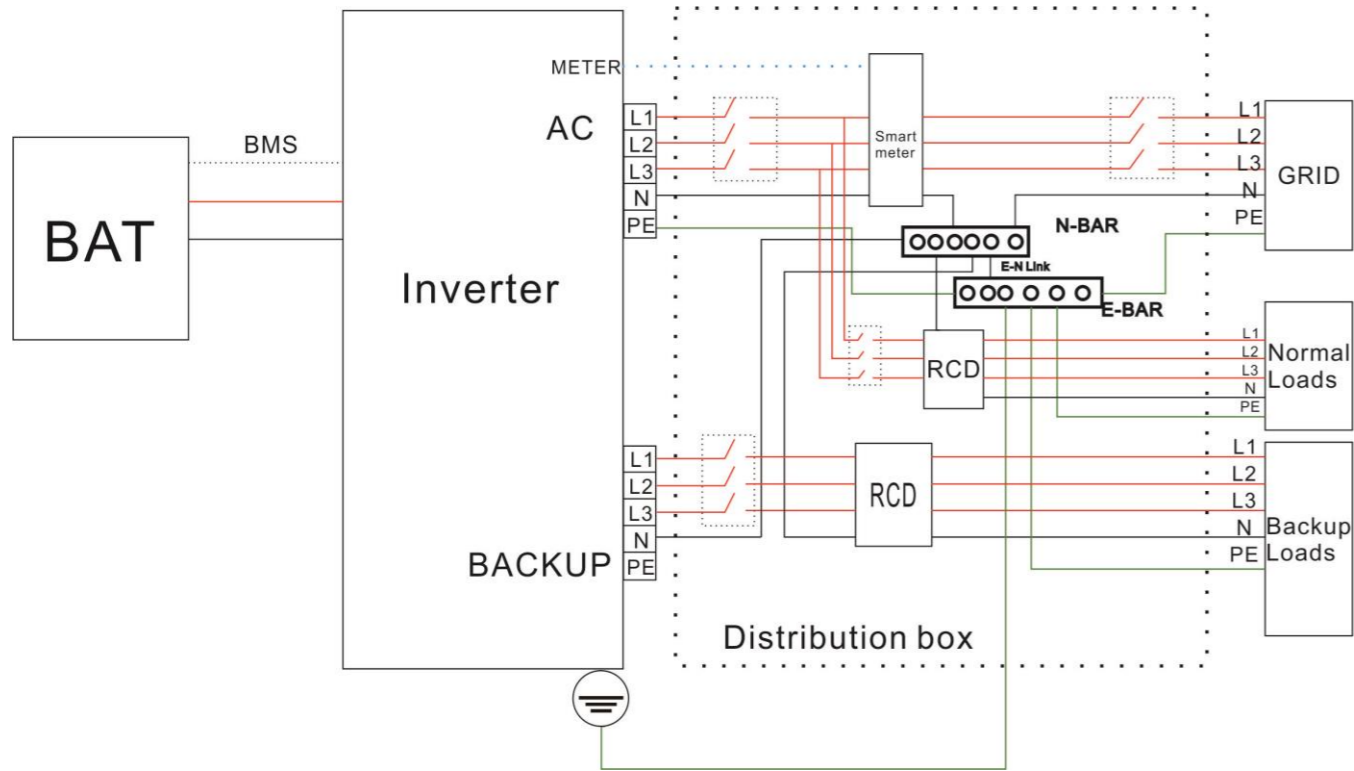 METER
AC
L1
L2
L3
N
PE
Smart
meter
L1
L2
L3
N
PE
GRID
BMS
BAT
Inverter
N-BAR
E-N Link
E-BAR
RCD
L1
L2
L3
N
PE
Normal
Loads
L1
L2
L3
N
PE
BACKUP
RCD
L1
L2
L3
N
PE
Backup
Loads
Distribution box